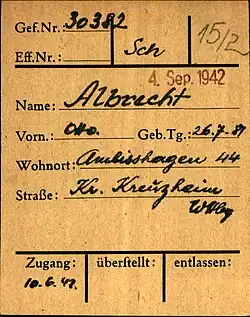 Gef.Nr.: 30382
15/2
Eff.Nr.: Sch
4. Sep. 1942
Name: Albrecht
Vorn.: Otto Geb.Tg.: 26.7.87
Wohnort: 44
Straße: Kr. Kreuzheim
Wttbg
Zugang: überstellt: entlassen:
10.6.42.